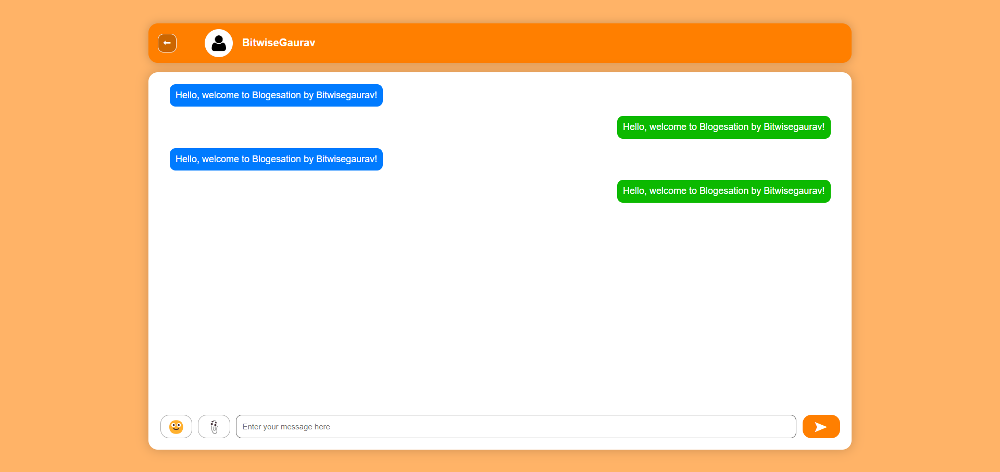 BitwiseGaurav
Hello, welcome to Blogesation by Bitwisegaurav!
Hello, welcome to Blogesation by Bitwisegaurav!
Hello, welcome to Blogesation by Bitwisegaurav!
Hello, welcome to Blogesation by Bitwisegaurav!
Enter your message here